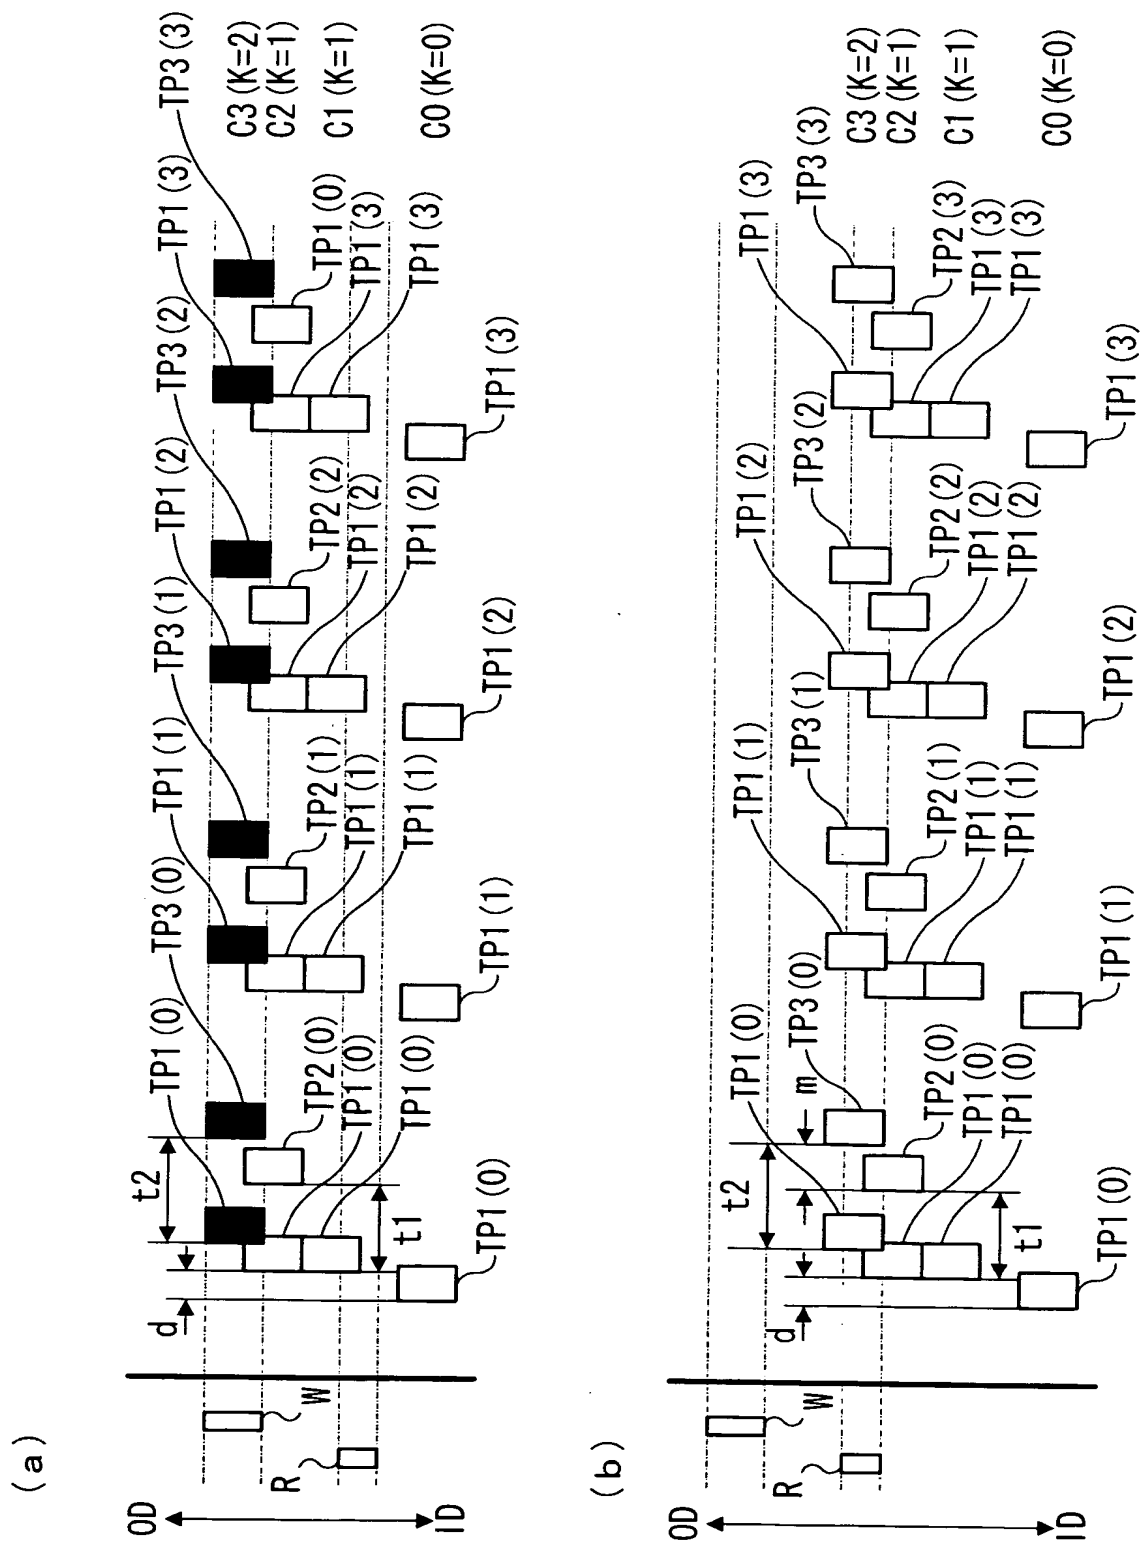 (a)
OD
ID
R
W
d
t2
t1
TP1(0)
TP3(0)
TP1(1)
TP3(1)
TP1(2)
TP3(2)
TP1(3)
TP3(3)
C3(K=2)
C2(K=1)
C1(K=1)
C0(K=0)
TP2(0)
TP1(0)
TP1(0)
TP1(0)
TP2(1)
TP1(1)
TP1(1)
TP1(1)
TP2(2)
TP1(2)
TP1(2)
TP1(2)
TP1(0)
TP1(3)
TP1(3)
TP1(3)
(b)
OD
ID
R
W
d
t2
m
t1
TP1(0)
TP3(0)
TP1(1)
TP3(1)
TP1(2)
TP3(2)
TP1(3)
TP3(3)
C3(K=2)
C2(K=1)
C1(K=1)
C0(K=0)
TP2(0)
TP1(0)
TP1(0)
TP1(0)
TP2(1)
TP1(1)
TP1(1)
TP1(1)
TP2(2)
TP1(2)
TP1(2)
TP1(2)
TP2(3)
TP1(3)
TP1(3)
TP1(3)